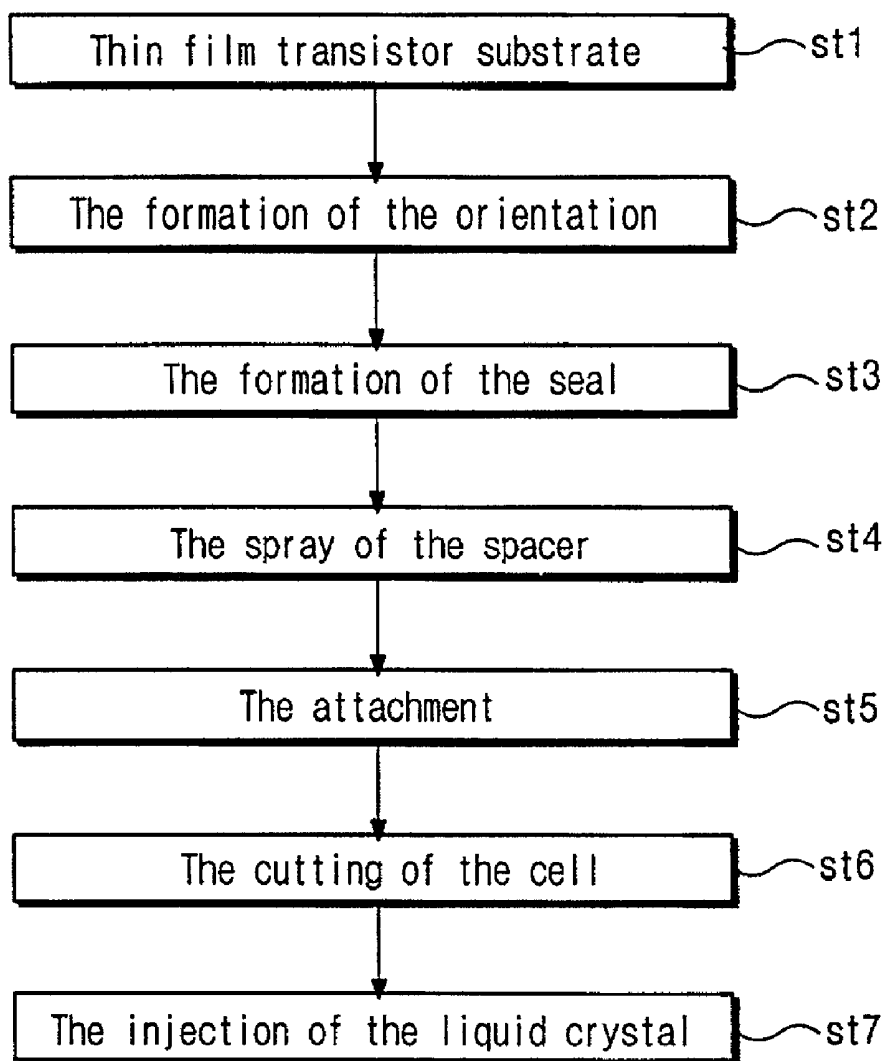 Thin film transistor substrate st1
The formation of the orientation st2
The formation of the seal st3
The spray of the spacer st4
The attachment st5
The cutting of the cell st6
The injection of the liquid crystal st7